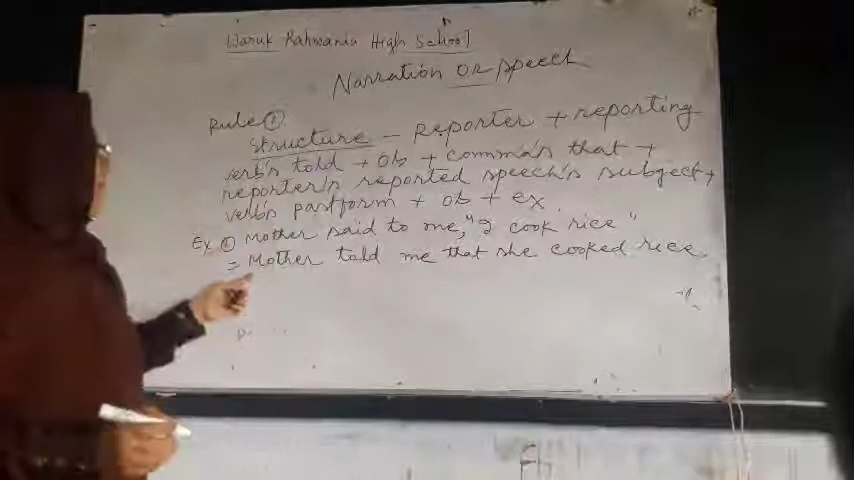 Haruk Rahmania High School
Narration or speech
Rule ①
Structure - reporter + reporting
verb's told + ob + comma's that +
reporter's reported speech's subject +
verb's pastform + ob + ex
Ex ① Mother said to me, "I cook rice"
= Mother told me that she cooked rice.